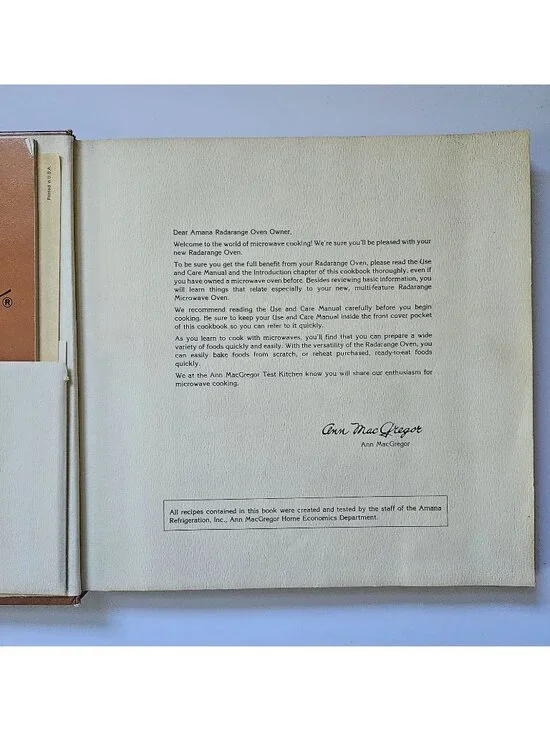 Printed in U.S.A.
®
Dear Amana Radarange Oven Owner,
Welcome to the world of microwave cooking! We're sure you'll be pleased with your
new Radarange Oven.
To be sure you get the full benefit from your Radarange Oven, please read the Use
and Care Manual and the Introduction chapter of this cookbook thoroughly, even if
you have owned a microwave oven before. Besides reviewing basic information, you
will learn things that relate especially to your new, multi-feature Radarange
Microwave Oven.
We recommend reading the Use and Care Manual carefully before you begin
cooking. Be sure to keep your Use and Care Manual inside the front cover pocket
of this cookbook so you can refer to it quickly.
As you learn to cook with microwaves, you'll find that you can prepare a wide
variety of foods quickly and easily. With the versatility of the Radarange Oven, you
can easily bake foods from scratch, or reheat purchased, ready-to-eat foods
quickly.
We at the Ann MacGregor Test Kitchen know you will share our enthusiasm for
microwave cooking.
Ann MacGregor
Ann MacGregor
All recipes contained in this book were created and tested by the staff of the Amana
Refrigeration, Inc., Ann MacGregor Home Economics Department.